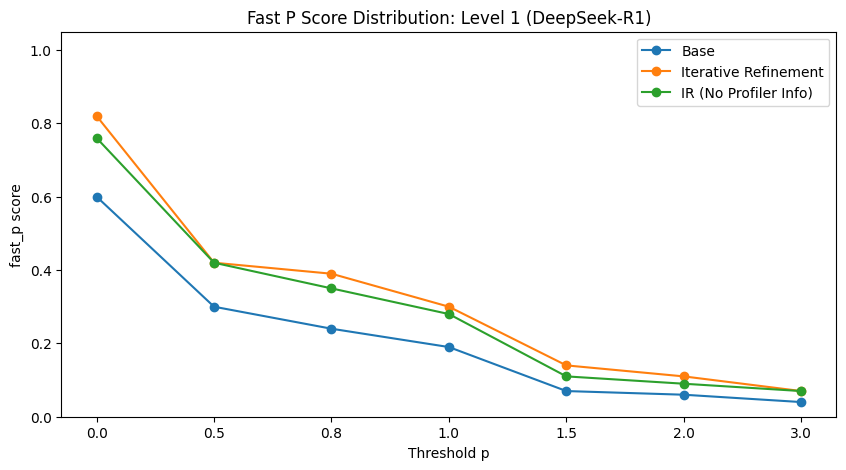 Fast P Score Distribution: Level 1 (DeepSeek-R1)
Base
Iterative Refinement
IR (No Profiler Info)
fast_p score
1.0
0.8
0.6
0.4
0.2
0.0
0.0 0.5 0.8 1.0 1.5 2.0 3.0
Threshold p